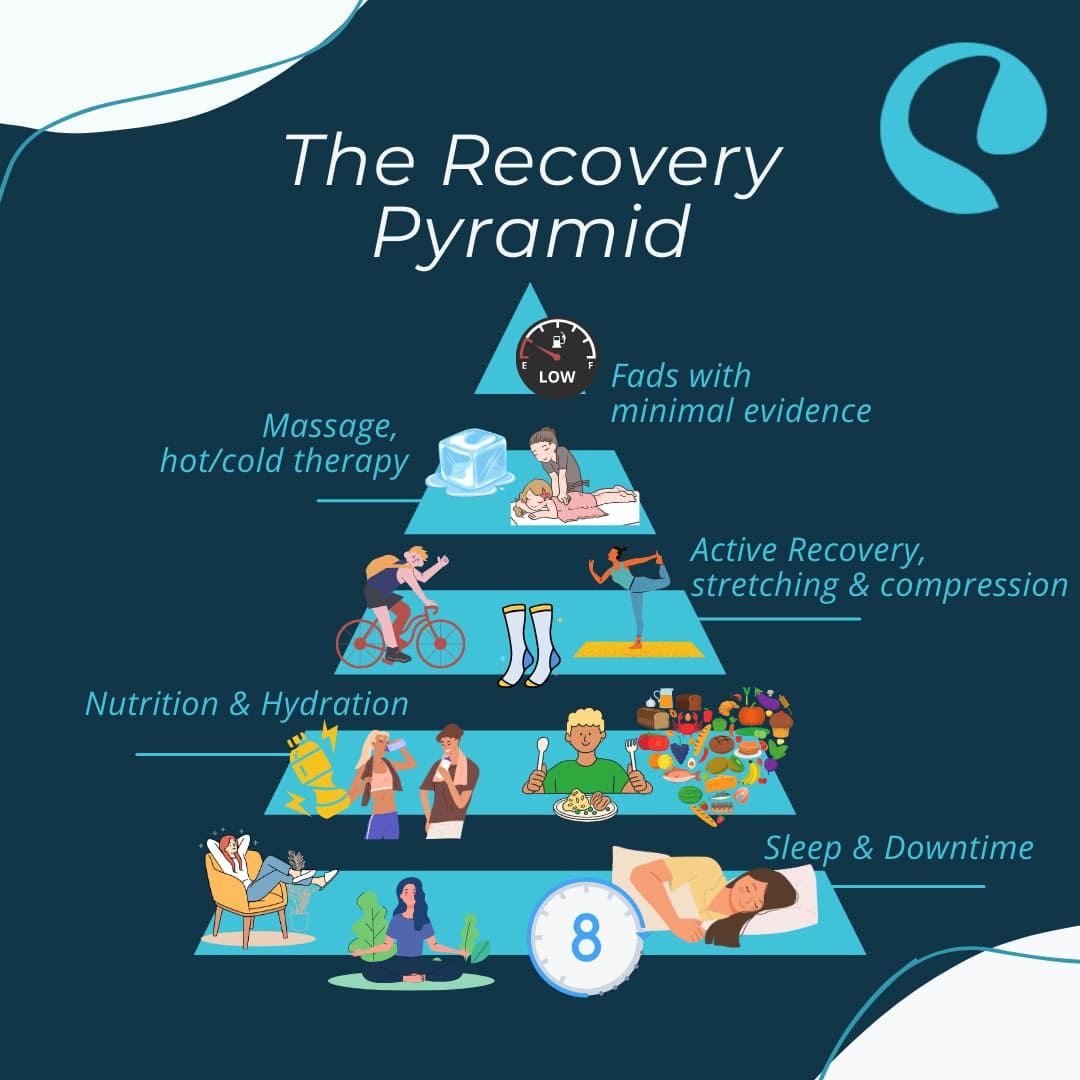 The Recovery
Pyramid
E F
LOW
Fads with
minimal evidence
Massage,
hot/cold therapy
Active Recovery,
stretching & compression
Nutrition & Hydration
Sleep & Downtime
8